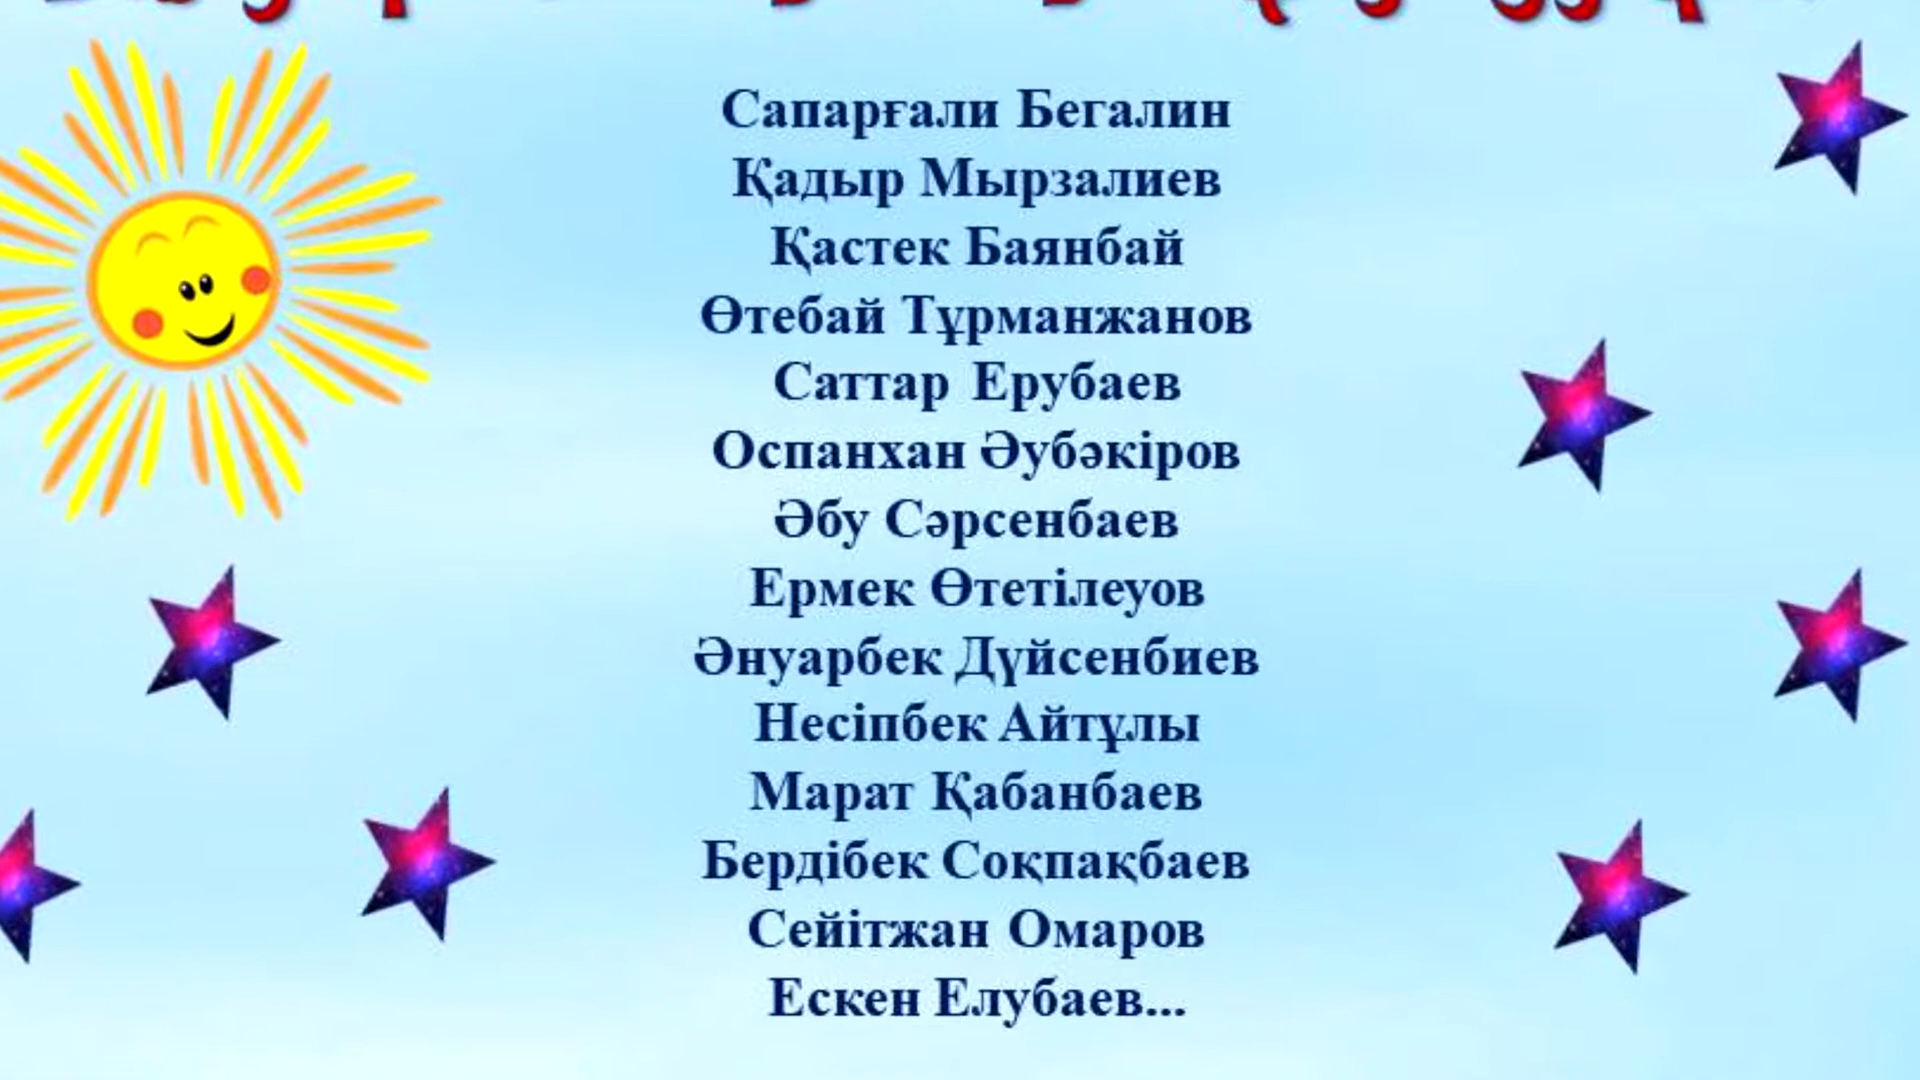 Сапарғали Бегалин
Қадыр Мырзалиев
Қастек Баянбай
Өтебай Тұрманжанов
Саттар Ерубаев
Оспанхан Әубәкіров
Әбу Сәрсенбаев
Ермек Өтетілеуов
Әнуарбек Дүйсенбиев
Несіпбек Айтұлы
Марат Қабанбаев
Бердібек Соқпақбаев
Сейітжан Омаров
Ескен Елубаев...